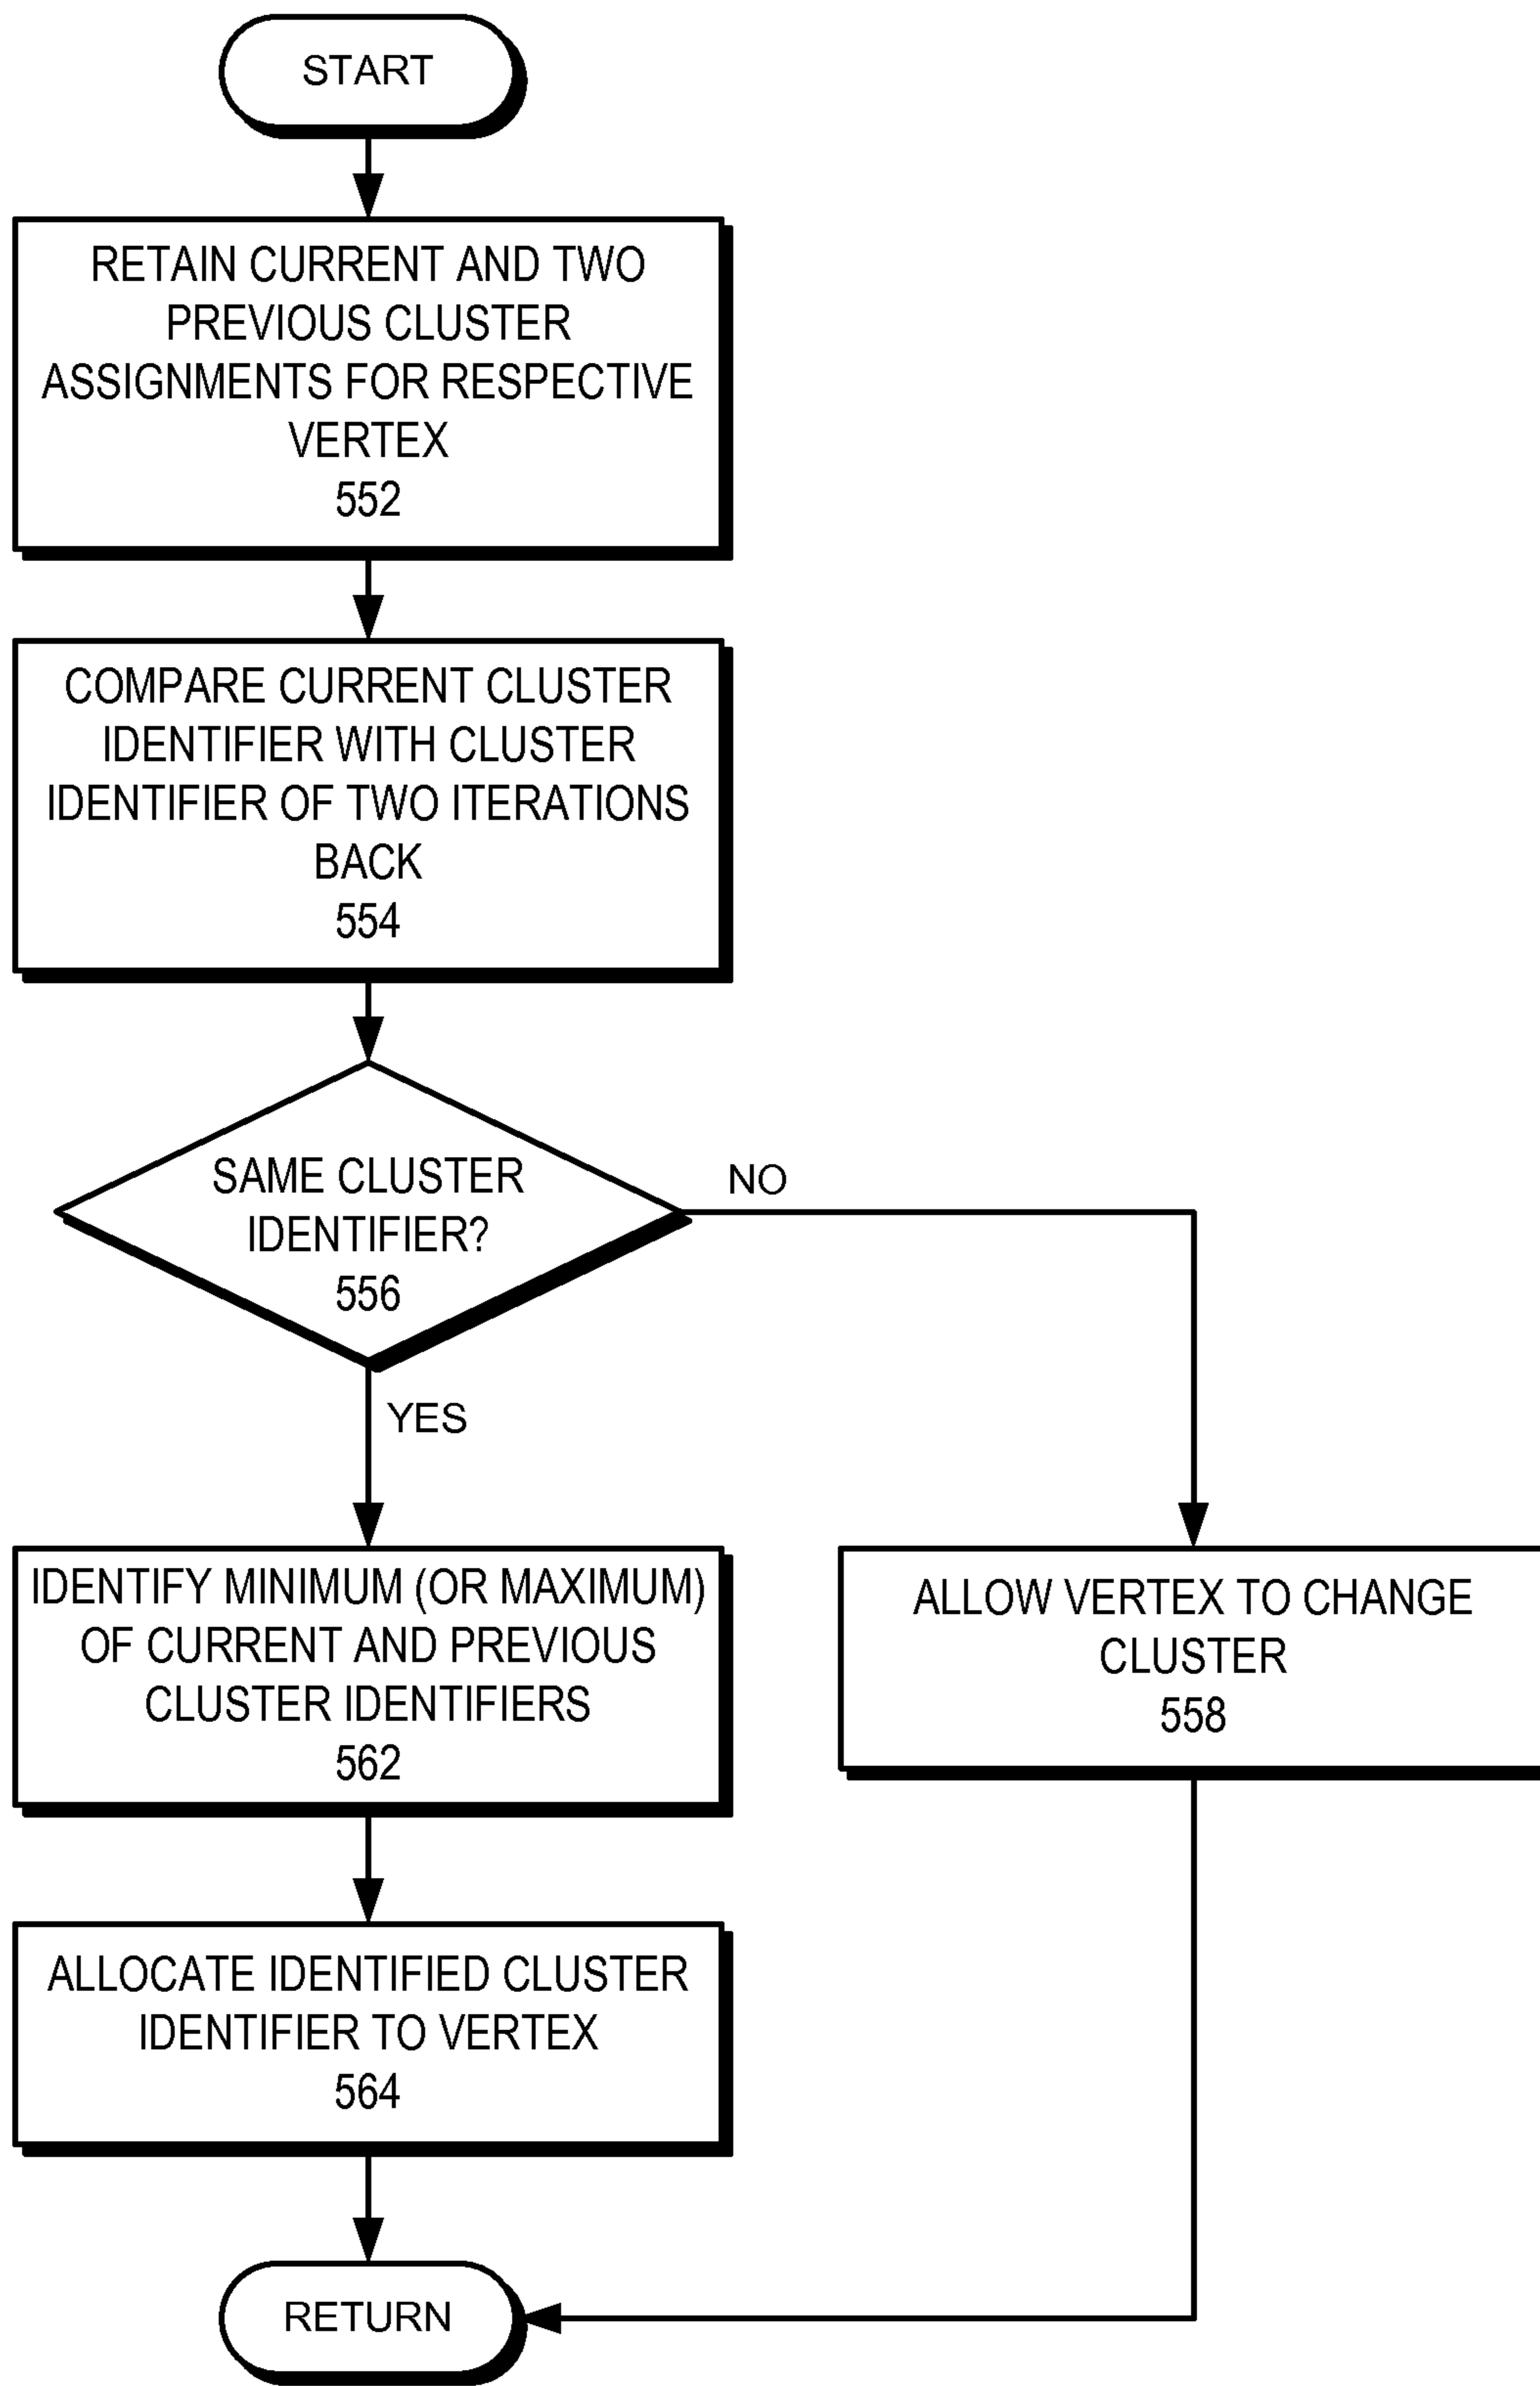 START
RETAIN CURRENT AND TWO
PREVIOUS CLUSTER
ASSIGNMENTS FOR RESPECTIVE
VERTEX
552
COMPARE CURRENT CLUSTER
IDENTIFIER WITH CLUSTER
IDENTIFIER OF TWO ITERATIONS
BACK
554
SAME CLUSTER
IDENTIFIER?
556
NO
YES
IDENTIFY MINIMUM (OR MAXIMUM)
OF CURRENT AND PREVIOUS
CLUSTER IDENTIFIERS
562
ALLOW VERTEX TO CHANGE
CLUSTER
558
ALLOCATE IDENTIFIED CLUSTER
IDENTIFIER TO VERTEX
564
RETURN